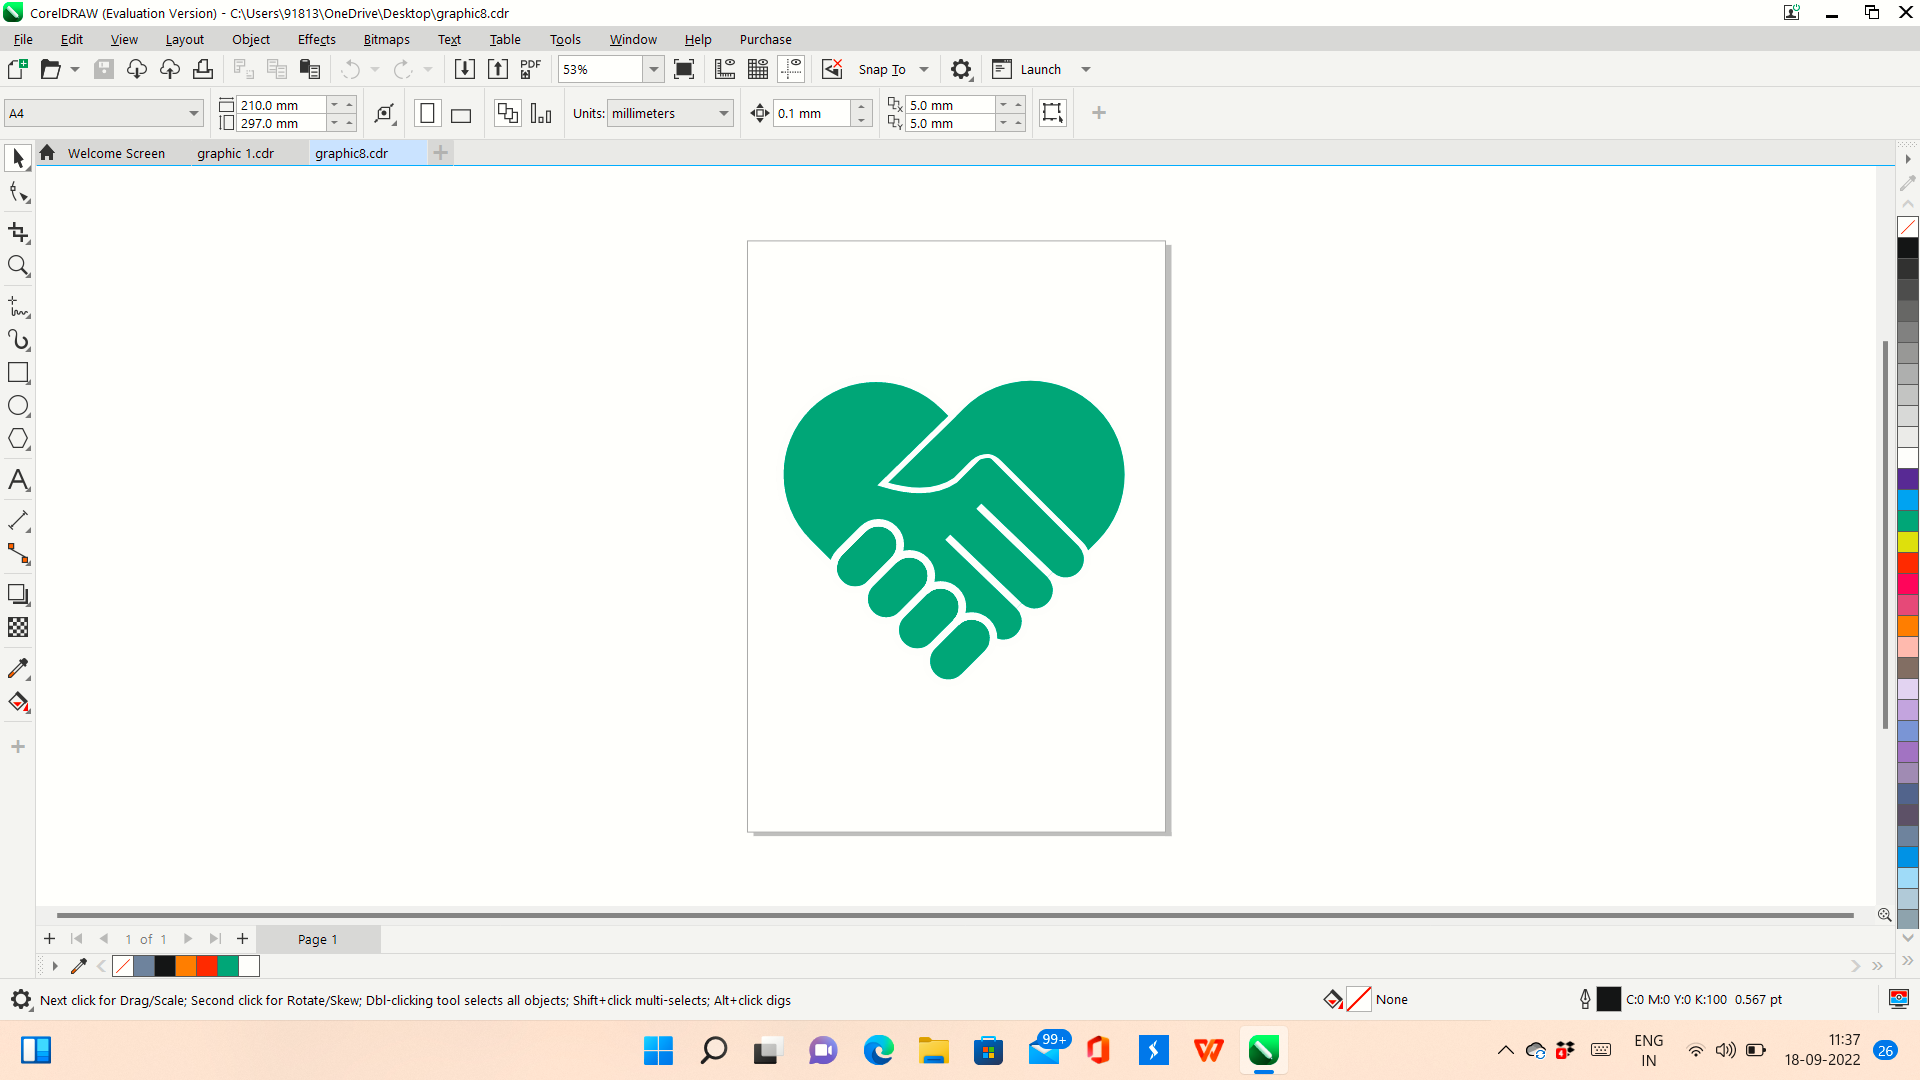 CorelDRAW (Evaluation Version) - C:\Users\91813\OneDrive\Desktop\graphic8.cdr
File Edit View Layout Object Effects Bitmaps Text Table Tools Window Help Purchase
PDF 53% Snap To Launch
A4 210.0 mm 297.0 mm Units: millimeters 0.1 mm 5.0 mm 5.0 mm
Welcome Screen graphic 1.cdr graphic8.cdr
1 of 1 Page 1
Next click for Drag/Scale; Second click for Rotate/Skew; Dbl-clicking tool selects all objects; Shift+click multi-selects; Alt+click digs None C:0 M:0 Y:0 K:100 0.567 pt
99+
ENG
IN
11:37
18-09-2022
26